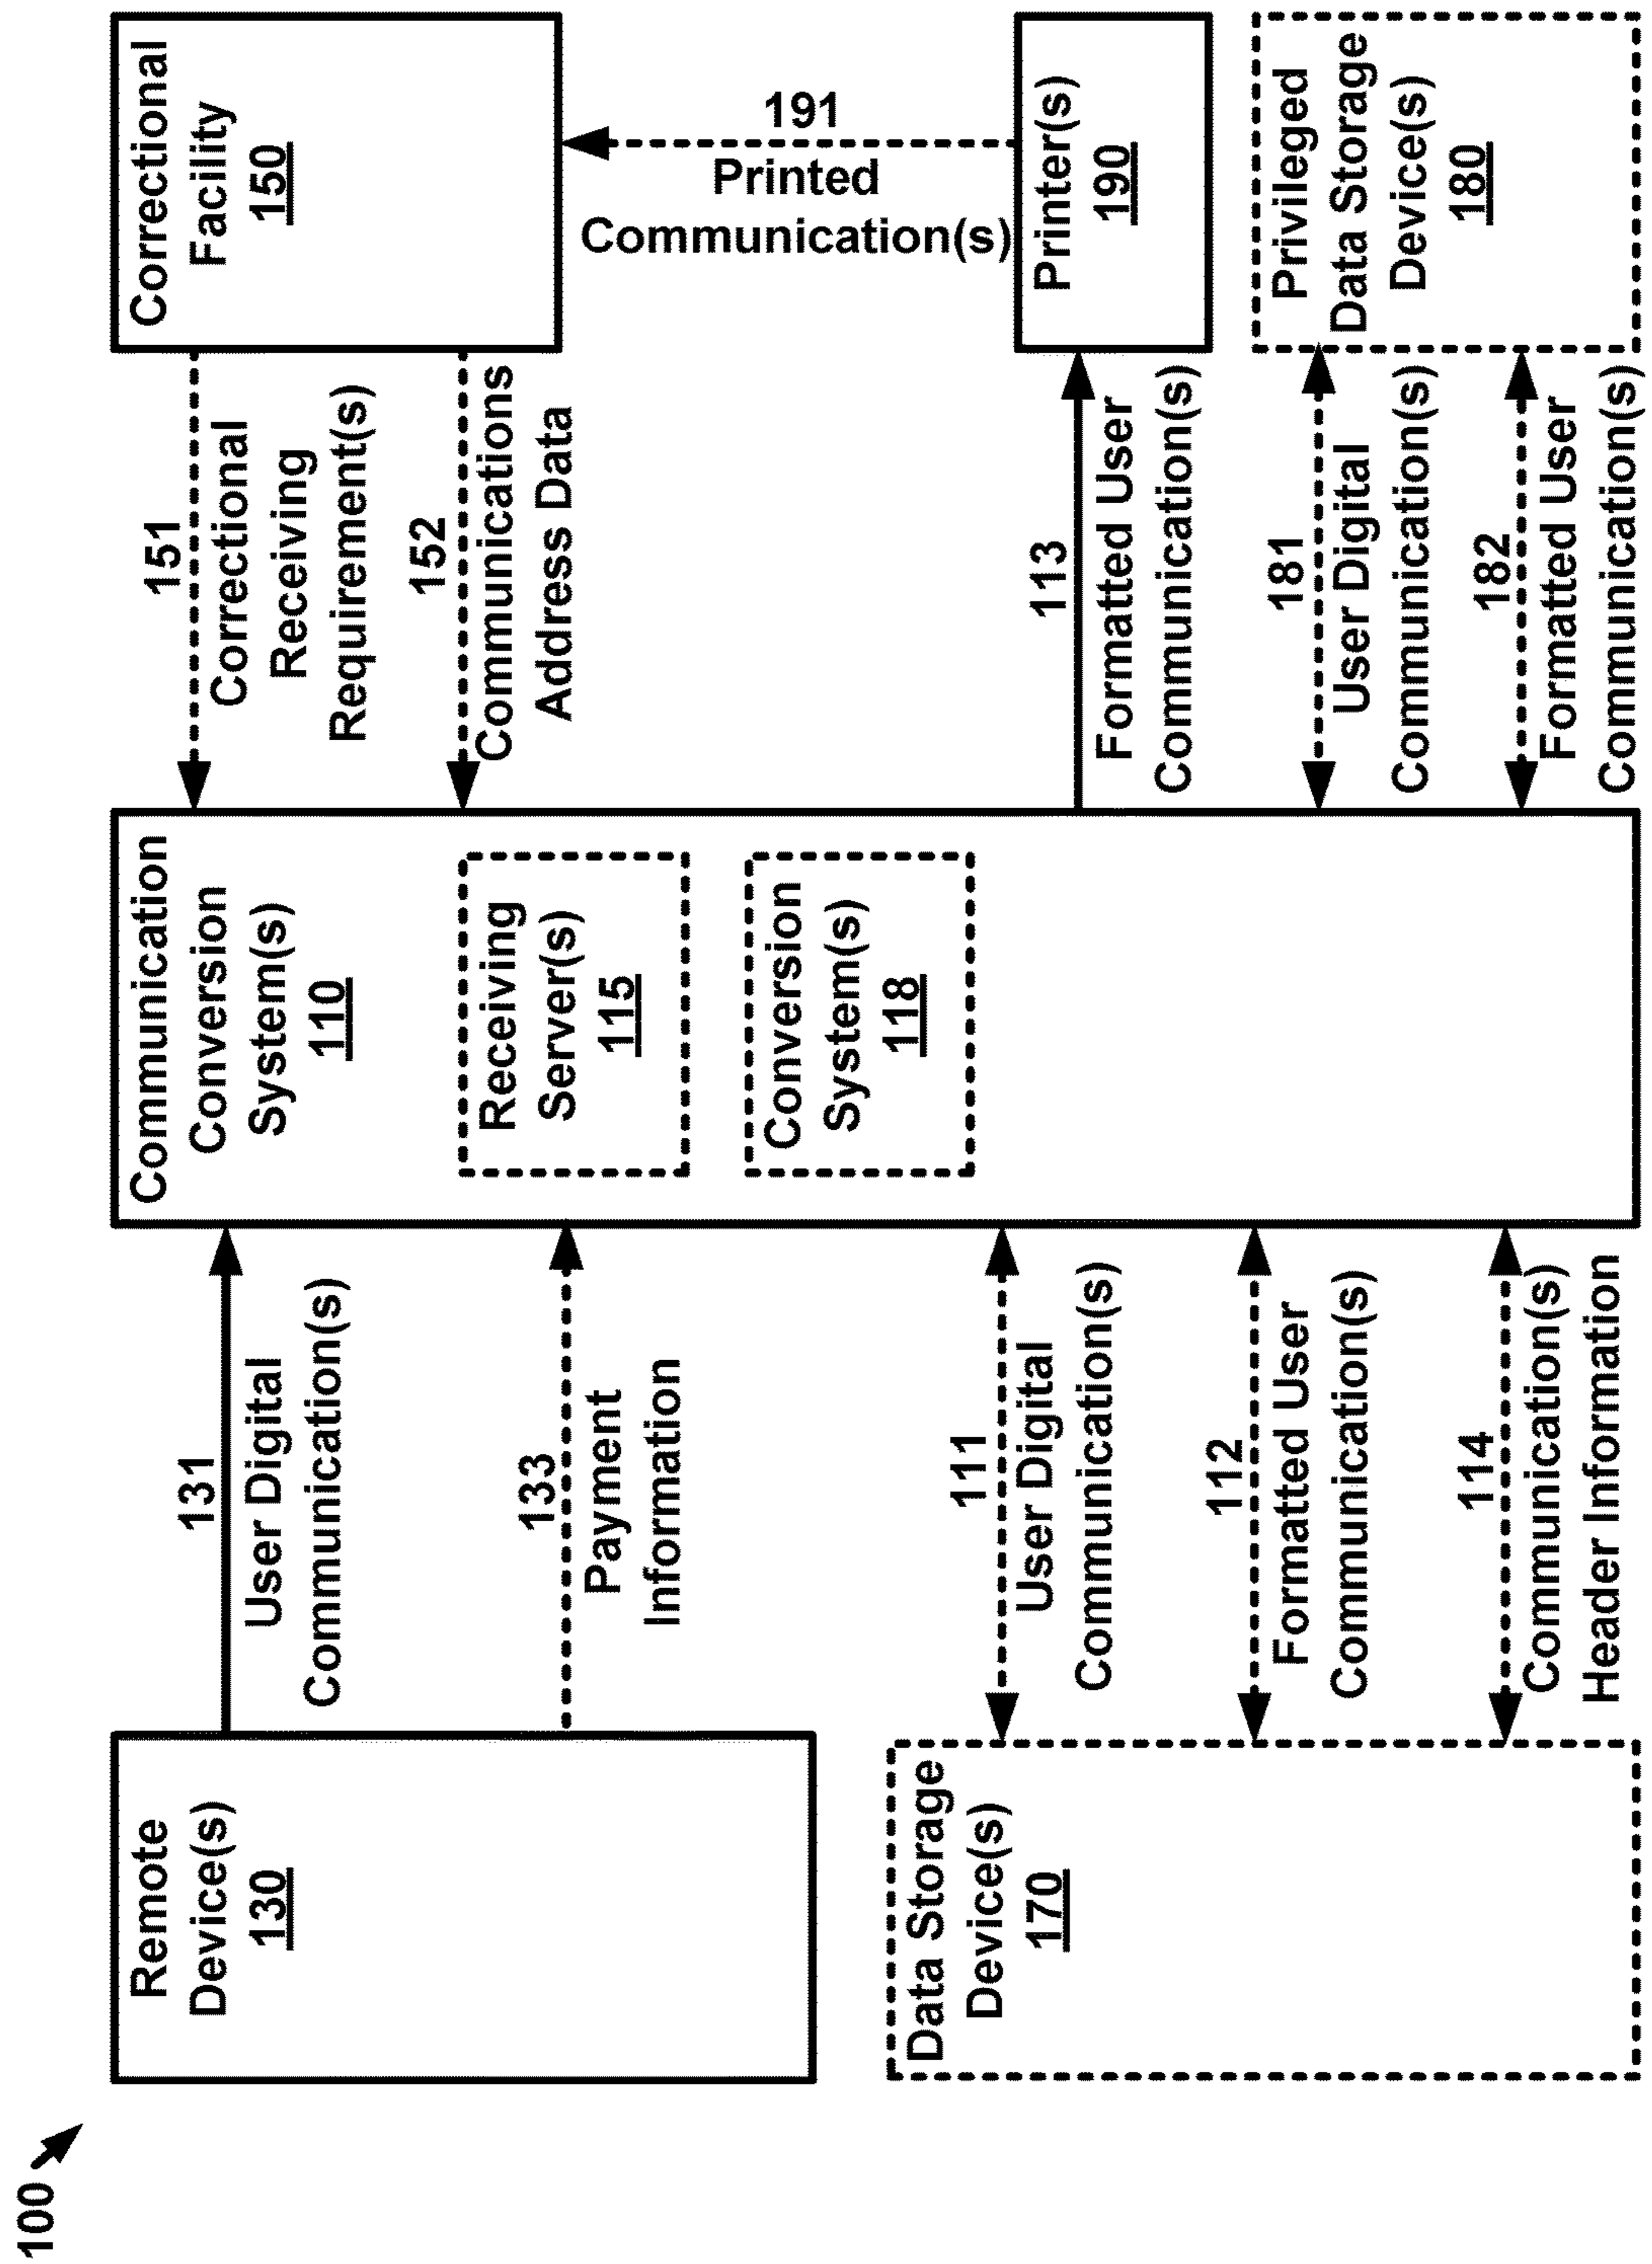 100
Remote
Device(s)
130
131
User Digital
Communication(s)
133
Payment
Information
Data Storage
Device(s)
170
111
User Digital
Communication(s)
112
Formatted User
Communication(s)
114
Communication(s)
Header Information
Communication
Conversion
System(s)
110
Receiving
Server(s)
115
Conversion
System(s)
118
151
Correctional
Receiving
Requirement(s)
152
Communications
Address Data
113
Formatted User
Communication(s)
181
User Digital
Communication(s)
182
Formatted User
Communication(s)
Correctional
Facility
150
191
Printed
Communication(s)
Printer(s)
190
Privileged
Data Storage
Device(s)
180